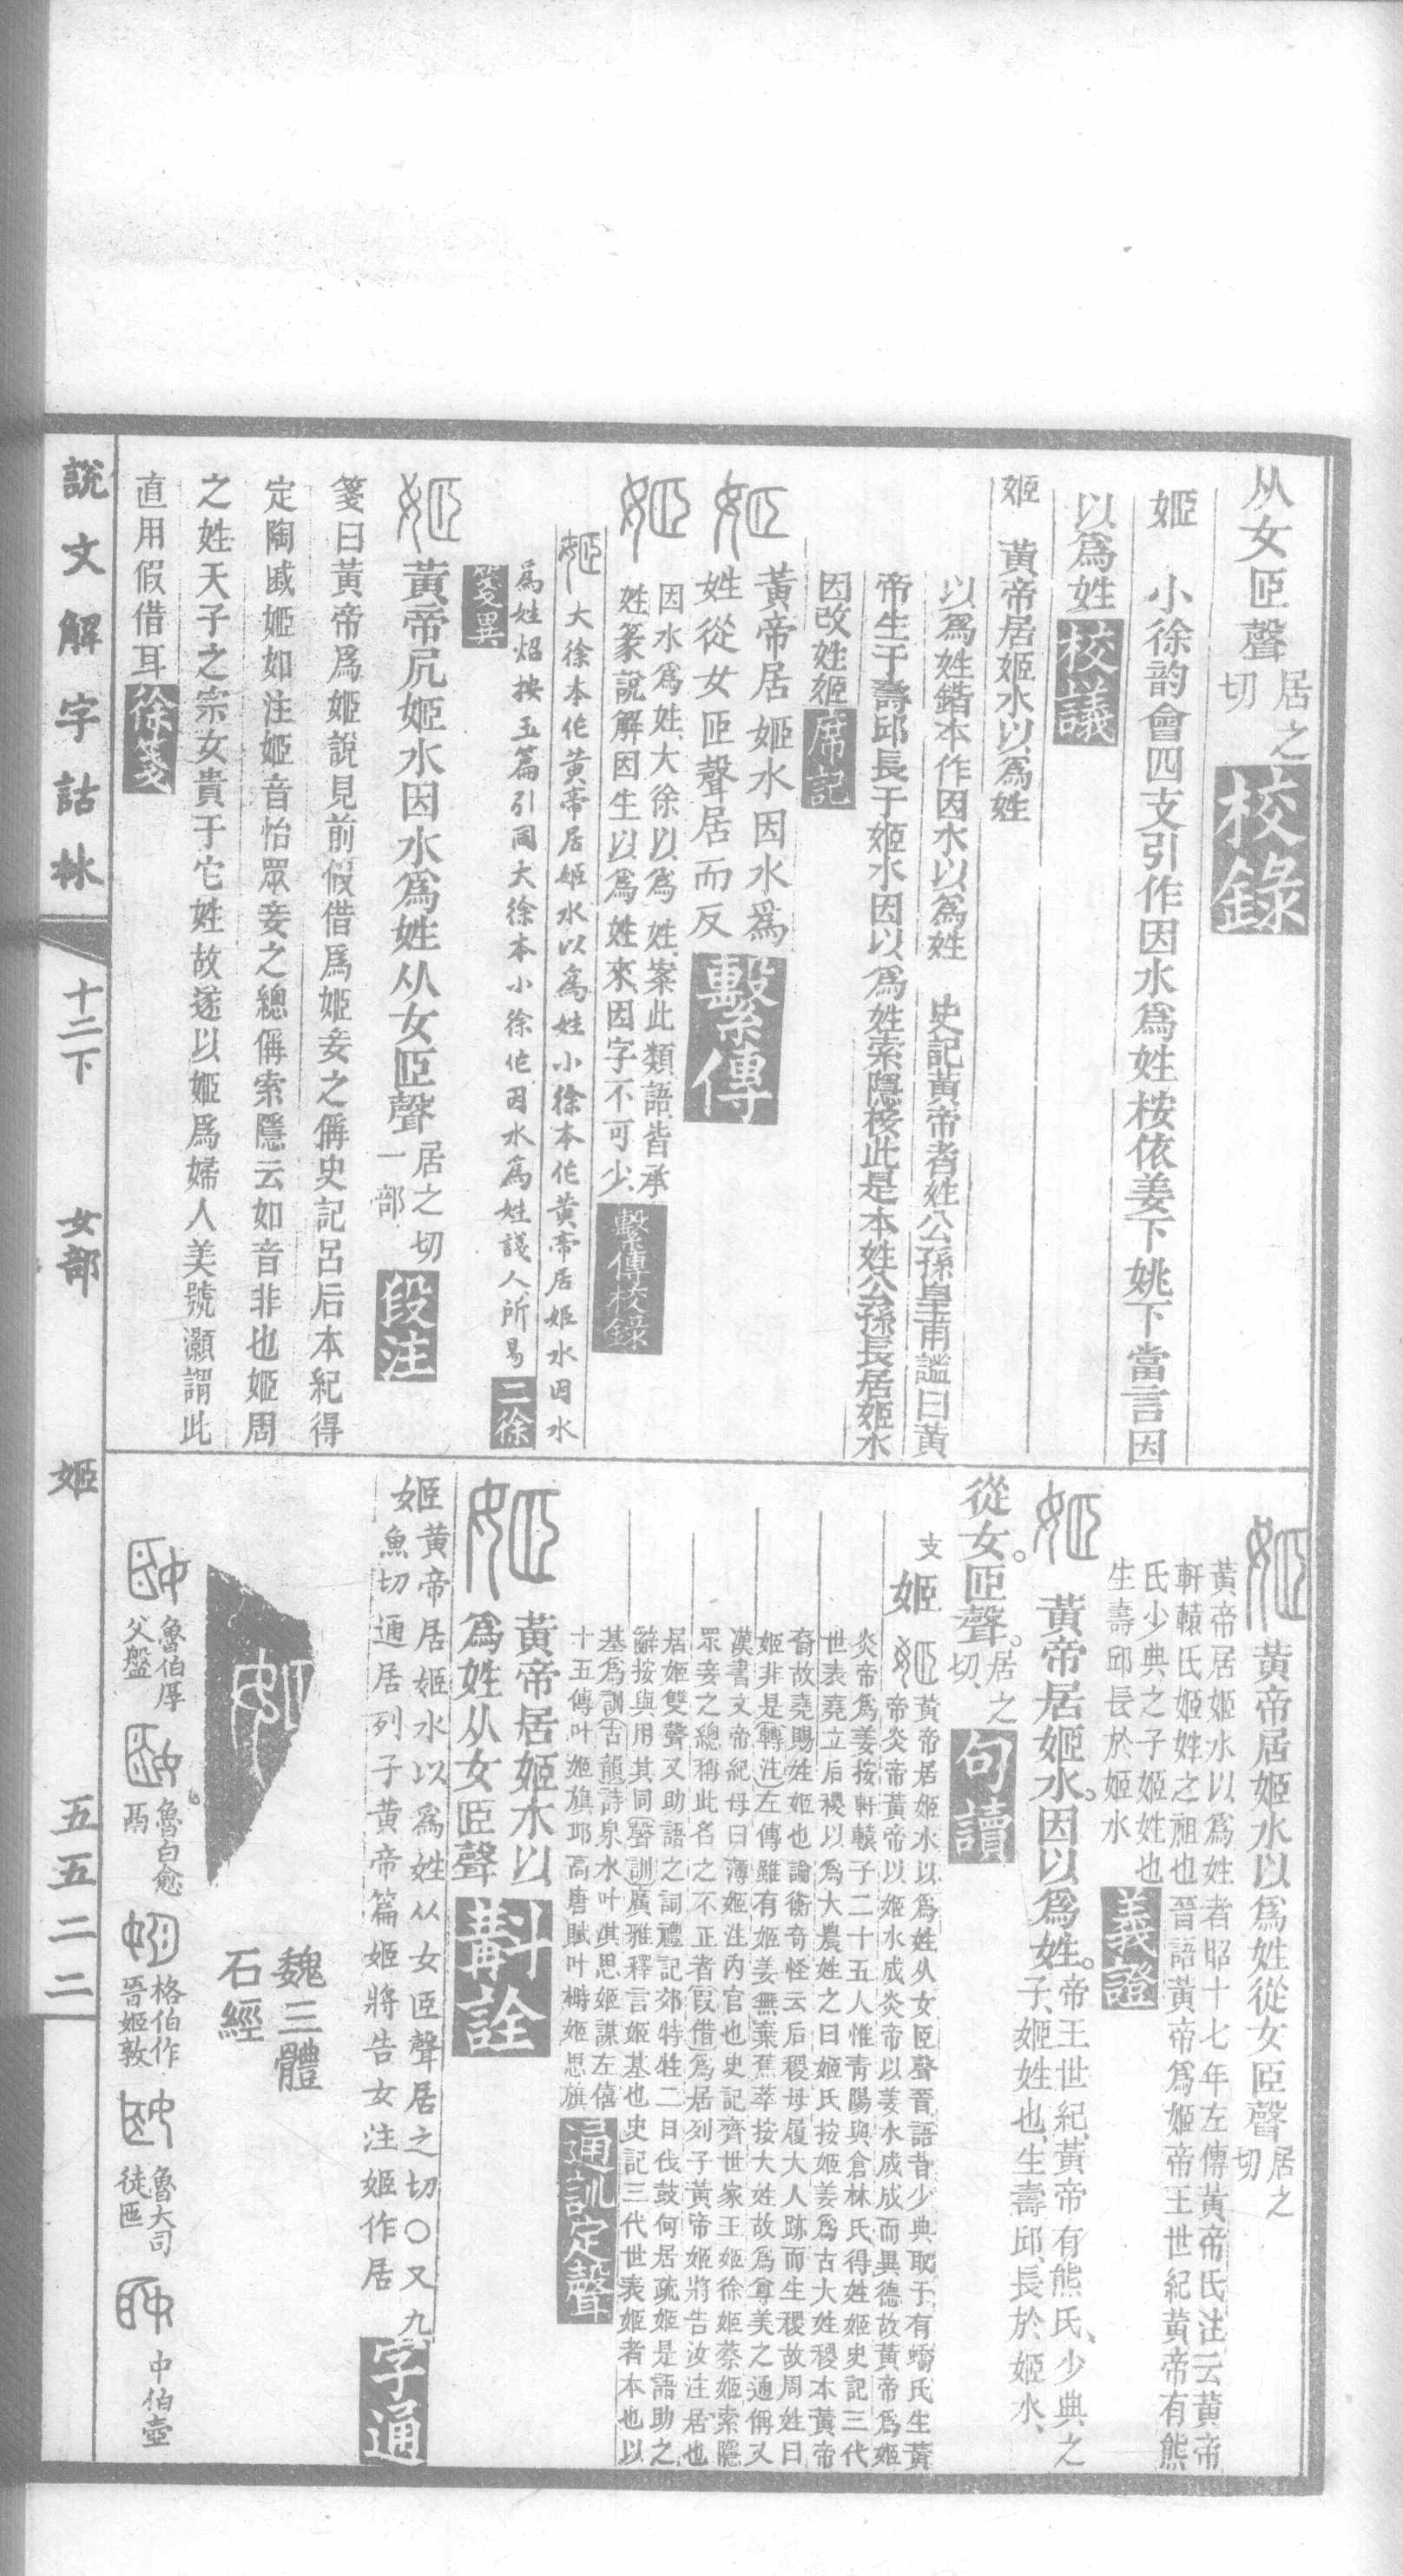 从女𦣞聲居之切校錄
姬 小徐韵會四支引作因水爲姓桉依姜下姚下當言因
以爲姓校議
姬 黃帝居姬水以爲姓
以爲姓鍇本作因水以爲姓 史記黃帝者姓公孫皇甫謐曰黃
帝生于壽邱長于姬水因以爲姓索隱桉此是本姓公孫長居姬水
因改姓姬席記
姬 黃帝居姬水因水爲
姓從女𦣞聲居而反繫傳
姬 因水爲姓大徐以爲姓案此類語皆承
姓篆說解因生以爲姓來因字不可少繫傳校錄
姬 大徐本作黃帝居姬水以爲姓小徐本作黃帝居姬水因水
爲姓炤按玉篇引同大徐本小徐作因水爲姓諓人所易二徐
箋異
姬 黃帝凥姬水因水爲姓从女𦣞聲居之切一部段注
箋曰黃帝爲姬說見前假借爲姬妾之稱史記呂后本紀得
定陶戚姬如注姬音怡眾妾之總偁索隱云如音非也姬周
之姓天子之宗女貴于它姓故遂以姬爲婦人美號灝謂此
直用假借耳徐箋
姬 黃帝居姬水以爲姓從女𦣞聲居之切
黃帝居姬水以爲姓者昭十七年左傳黃帝氏注云黃帝
軒轅氏姬姓之祖也晉語黃帝爲姬帝王世紀黃帝有熊
氏少典之子姬姓也
生壽邱長於姬水義證
姬 黃帝居姬水。因以爲姓。帝王世紀、黃帝有熊氏、少典之
子、姬姓也、生壽邱、長於姬水、
從女。𦣞聲。居之切、句讀
支 姬 黃帝居姬水以爲姓从女𦣞聲晉語昔少典取于有蟜氏生黃
帝炎帝黃帝以姬水成炎帝以姜水成成而異德故黃帝爲姬
炎帝爲姜按軒轅子二十五人惟青陽與倉林氏得姓姬史記三代
世表堯立后稷以爲大農姓之曰姬氏按姬姜爲古大姓稷本黃帝
裔故堯賜姓姬也論衡奇怪云后稷母履大人跡而生稷故周姓曰
姬非是轉注左傳雖有姬姜無棄蕉萃按大姓故爲尊美之通偁又
漢書文帝紀母曰薄姬注內官也史記齊世家王姬徐姬蔡姬索隱
眾妾之總稱此名之不正者叚借爲居列子黃帝姬將告汝注居也
居姬雙聲又助語之詞禮記郊特牲二日伐鼓何居疏姬是語助之
辭按與用其同聲訓廣雅釋言姬基也史記三代世表姬者本也以
基爲訓古韻詩泉水叶淇思姬謀左僖
十五傳叶姬旗邱高唐賦叶榯姬思旗通訓定聲
姬 黃帝居姬水以
爲姓从女𦣞聲斠詮
姬 黃帝居姬水以爲姓从女𦣞聲居之切〇又九
魚切通居列子黃帝篇姬將告女注姬作居字通
魏三體
石經
魯伯厚
父盤
魯白愈
鬲
格伯作
晉姬敦
魯大司
徒匜
中伯壺
說文解字詁林 十二下 女部 姬 五五二二